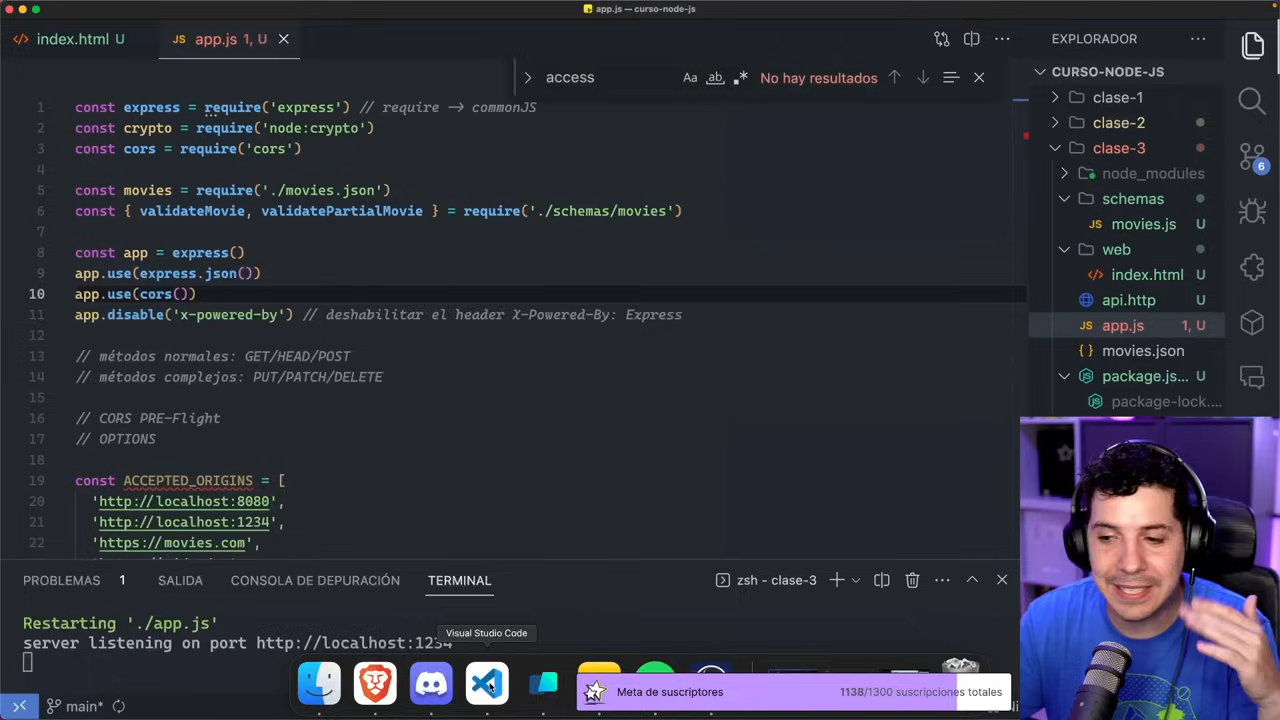 app.js — curso-node-js
index.html U
JS app.js 1, U
EXPLORADOR
access
Aa ab. No hay resultados
CURSO-NODE-JS
clase-1
clase-2
clase-3
node_modules
schemas
JS movies.js U
web
index.html U
api.http U
JS app.js 1, U
{ } movies.json U
package.js... U
package-lock....
6
1 const express = require('express') // require -> commonJS
2 const crypto = require('node:crypto')
3 const cors = require('cors')
4
5 const movies = require('./movies.json')
6 const { validateMovie, validatePartialMovie } = require('./schemas/movies')
7
8 const app = express()
9 app.use(express.json())
10 app.use(cors())
11 app.disable('x-powered-by') // deshabilitar el header X-Powered-By: Express
12
13 // métodos normales: GET/HEAD/POST
14 // métodos complejos: PUT/PATCH/DELETE
15
16 // CORS PRE-Flight
17 // OPTIONS
18
19 const ACCEPTED_ORIGINS = [
20 'http://localhost:8080',
21 'http://localhost:1234',
22 'https://movies.com',
PROBLEMAS 1 SALIDA CONSOLA DE DEPURACIÓN TERMINAL
zsh - clase-3
Restarting './app.js'
server listening on port http://localhost:1234
Visual Studio Code
Meta de suscriptores 1138/1300 suscripciones totales
main*